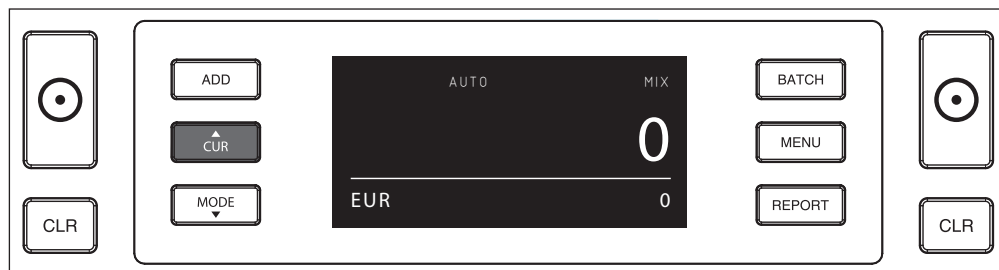 ADD
AUTO MIX
BATCH
▲
CUR
0
MENU
MODE
▼
EUR 0
REPORT
CLR
CLR